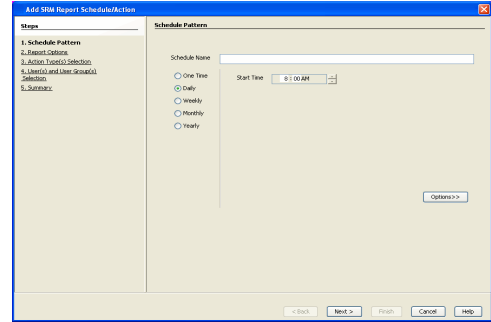 Add SRM Report Schedule/Action
Steps
1. Schedule Pattern
2. Report Options
3. Action Type(s) Selection
4. User(s) and User Group(s)
Selection
5. Summary
Schedule Pattern
Schedule Name
One Time
Daily
Weekly
Monthly
Yearly
Start Time
8 : 00 AM
Options>>
< Back
Next >
Finish
Cancel
Help